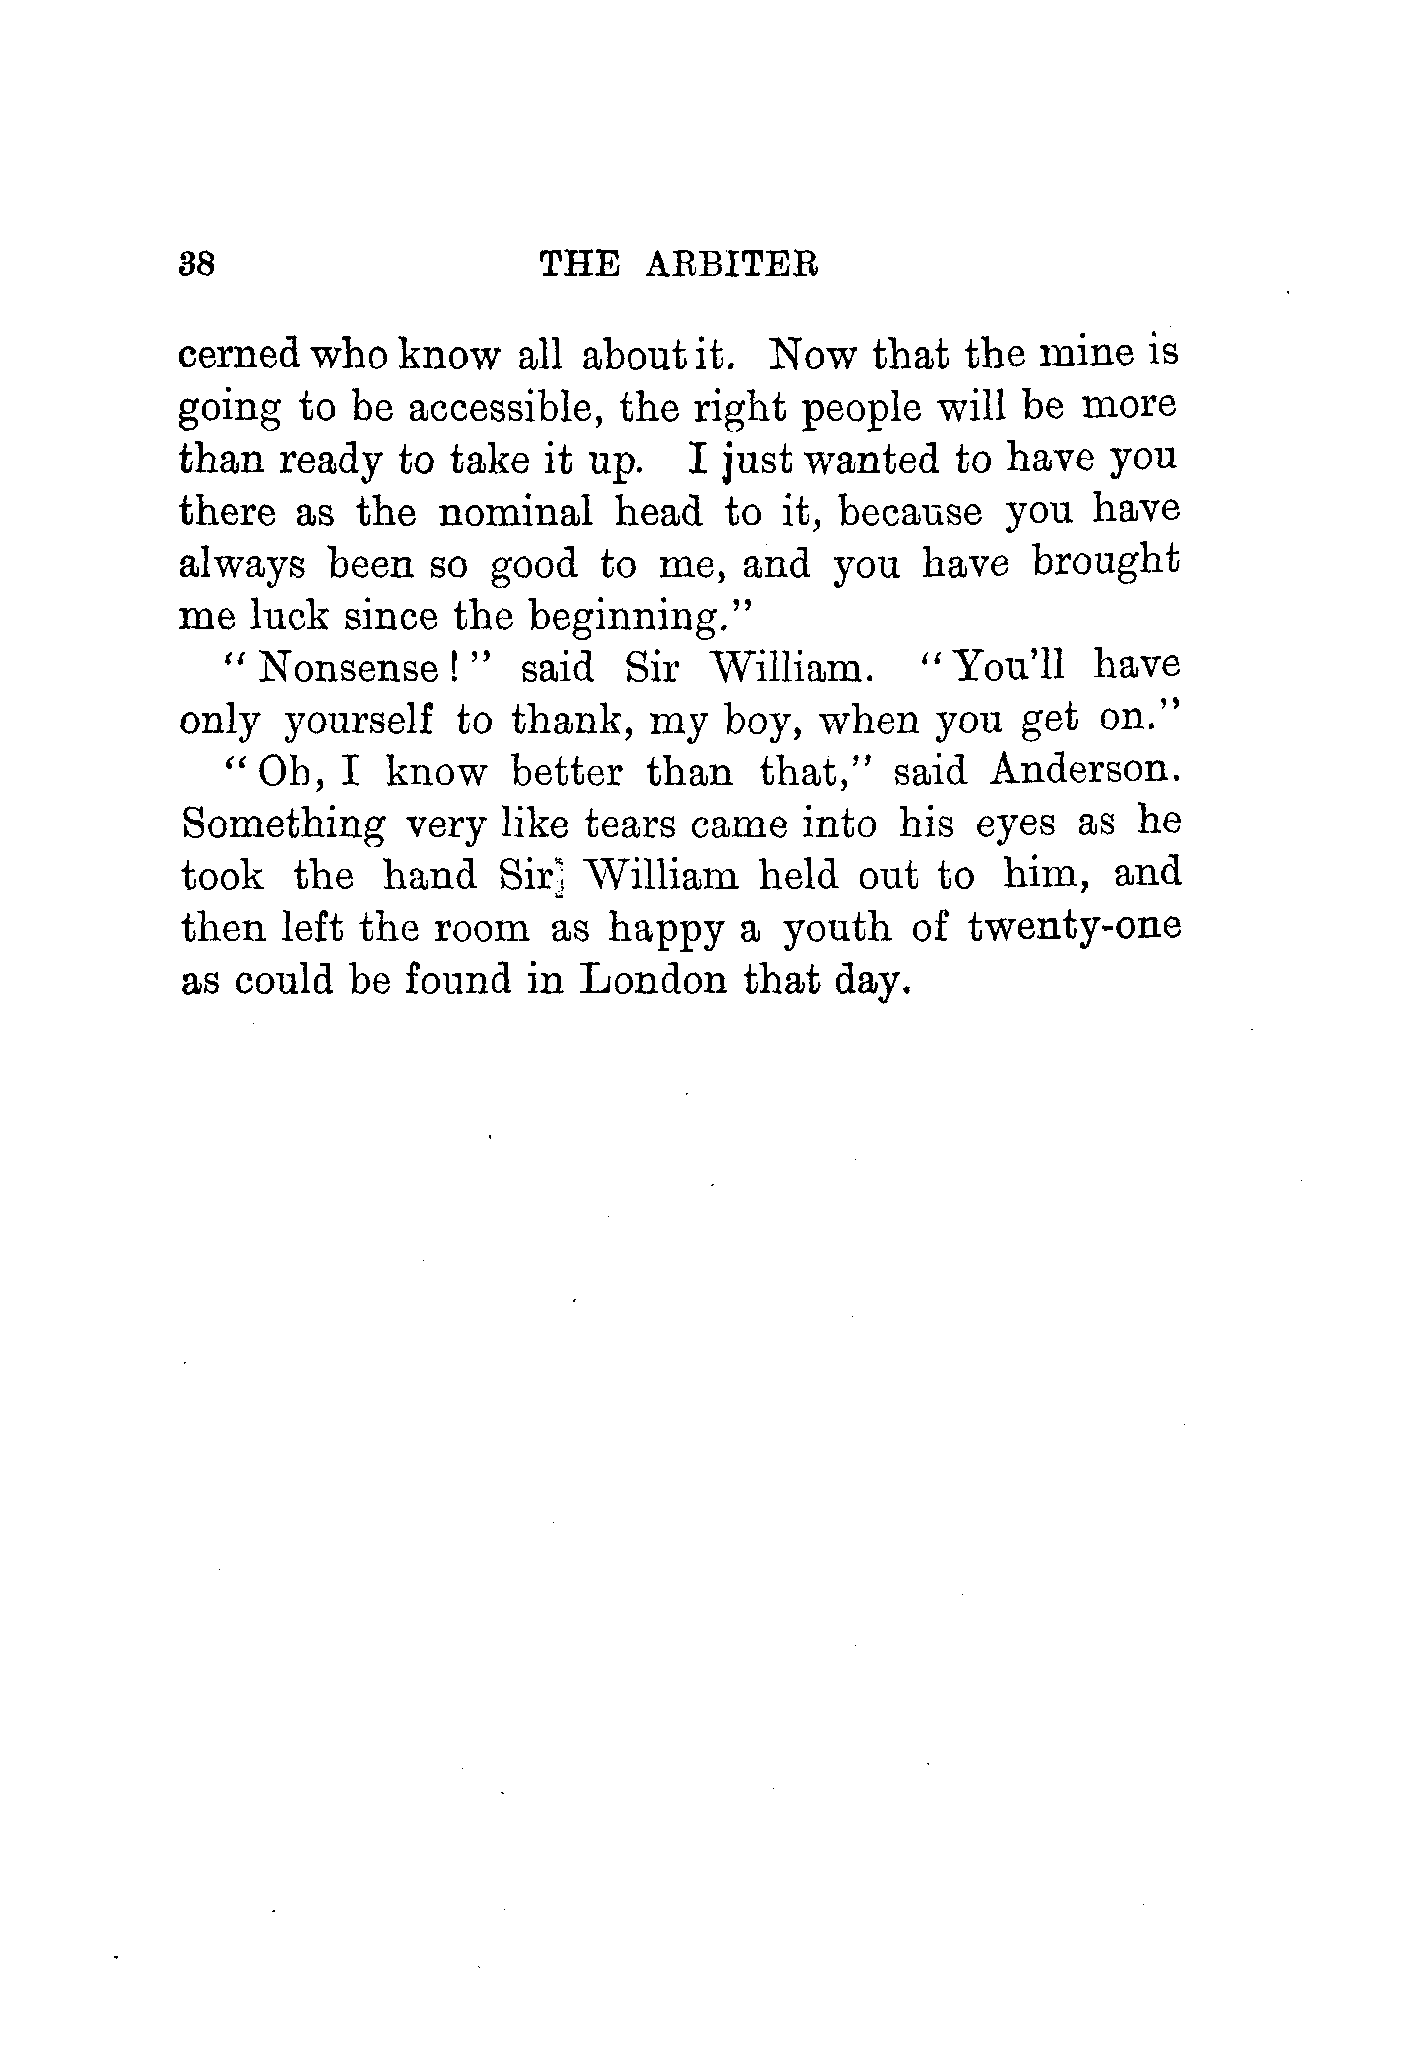 38 THE ARBITER
cerned who know all about it. Now that the mine is
going to be accessible, the right people will be more
than ready to take it up. I just wanted to have you
there as the nominal head to it, because you have
always been so good to me, and you have brought
me luck since the beginning."
"Nonsense!" said Sir William. "You'll have
only yourself to thank, my boy, when you get on."
"Oh, I know better than that," said Anderson.
Something very like tears came into his eyes as he
took the hand Sir William held out to him, and
then left the room as happy a youth of twenty-one
as could be found in London that day.